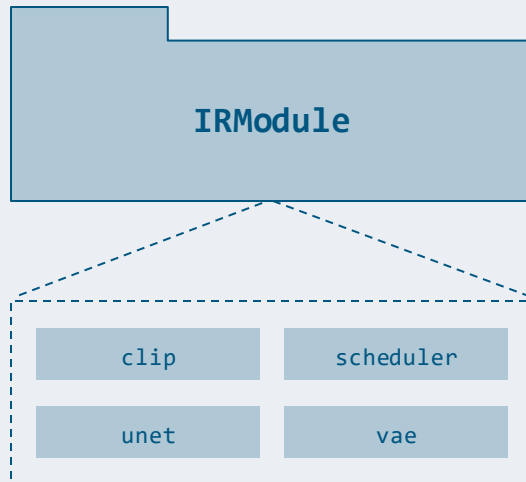 IRModule
clip
scheduler
unet
vae